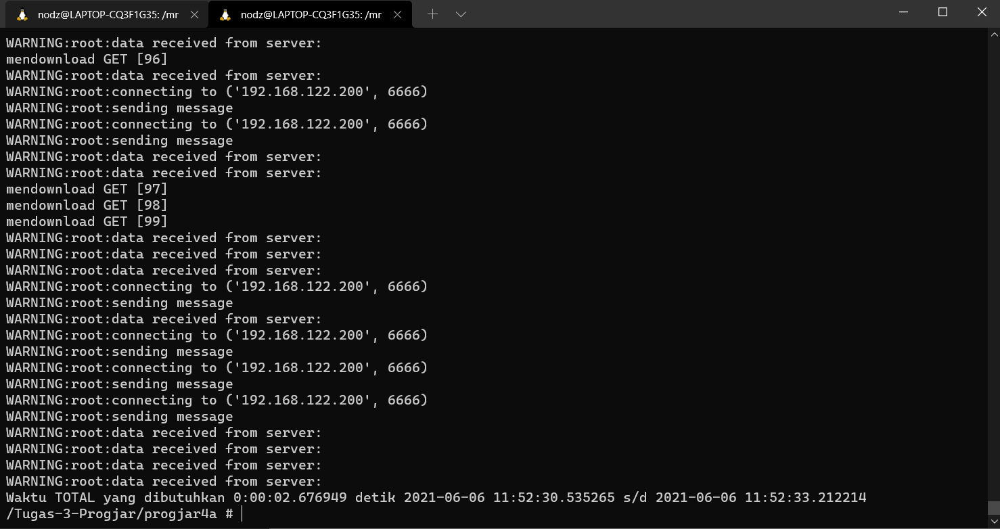 nodz@LAPTOP-CQ3F1G35: /mr
nodz@LAPTOP-CQ3F1G35: /mr
WARNING:root:data received from server:
mendownload GET [96]
WARNING:root:data received from server:
WARNING:root:connecting to ('192.168.122.200', 6666)
WARNING:root:sending message
WARNING:root:connecting to ('192.168.122.200', 6666)
WARNING:root:sending message
WARNING:root:data received from server:
WARNING:root:data received from server:
mendownload GET [97]
mendownload GET [98]
mendownload GET [99]
WARNING:root:data received from server:
WARNING:root:data received from server:
WARNING:root:data received from server:
WARNING:root:connecting to ('192.168.122.200', 6666)
WARNING:root:sending message
WARNING:root:data received from server:
WARNING:root:connecting to ('192.168.122.200', 6666)
WARNING:root:sending message
WARNING:root:connecting to ('192.168.122.200', 6666)
WARNING:root:sending message
WARNING:root:connecting to ('192.168.122.200', 6666)
WARNING:root:sending message
WARNING:root:data received from server:
WARNING:root:data received from server:
WARNING:root:data received from server:
WARNING:root:data received from server:
Waktu TOTAL yang dibutuhkan 0:00:02.676949 detik 2021-06-06 11:52:30.535265 s/d 2021-06-06 11:52:33.212214
/Tugas-3-Progjar/progjar4a #